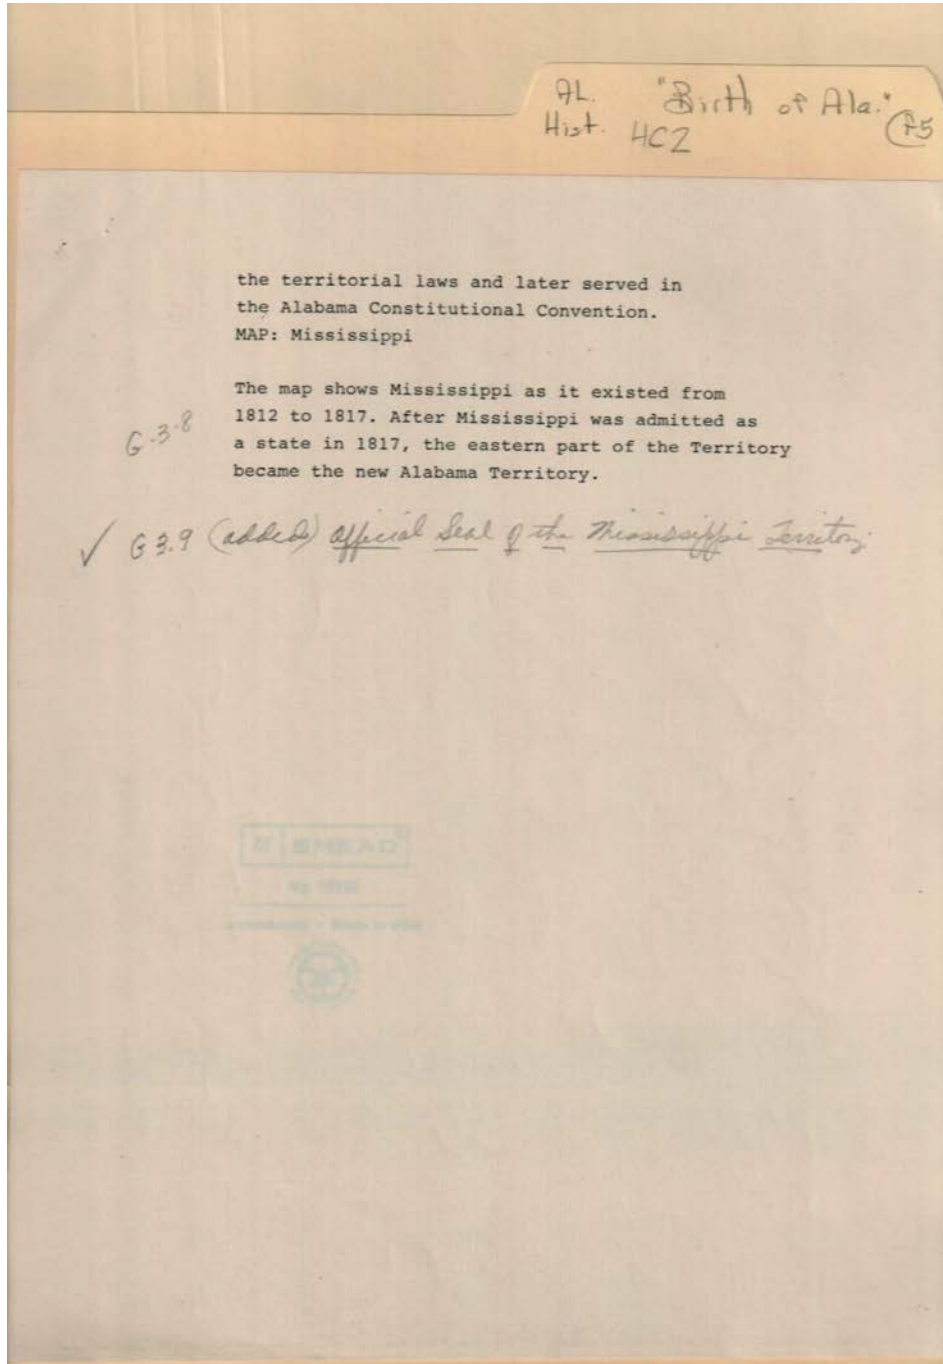 AL. "Birth of Ala."
Hist. 4C2
the territorial laws and later served in
the Alabama Constitutional Convention.
MAP: Mississippi
The map shows Mississippi as it existed from
1812 to 1817. After Mississippi was admitted as
G-3-8
a state in 1817, the eastern part of the Territory
became the new Alabama Territory.
✓ G3.9 (added) Official Seal of the Mississippi Territory
SMEAD